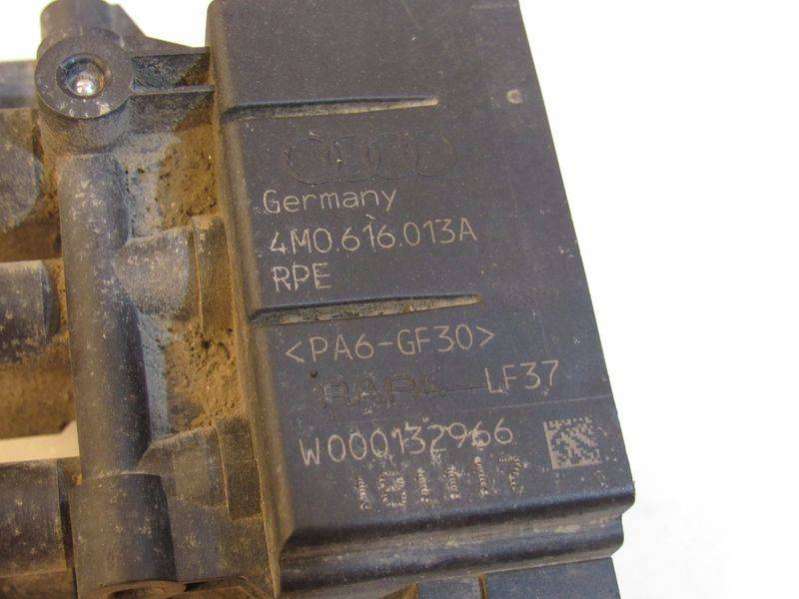 Germany
4M0.616.013A
RPE
<PA6-GF30>
LF37
W000132966